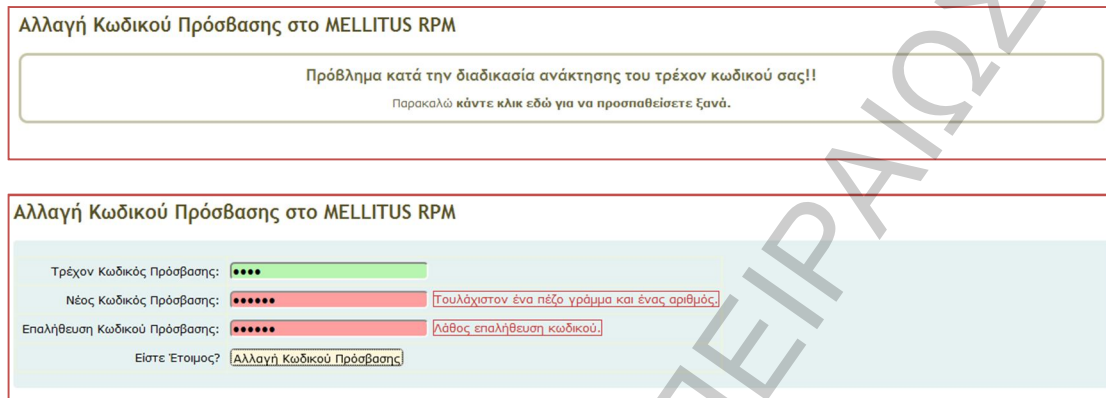 Αλλαγή Κωδικού Πρόσβασης στο MELLITUS RPM
Πρόβλημα κατά την διαδικασία ανάκτησης του τρέχον κωδικού σας!!
Παρακαλώ κάντε κλικ εδώ για να προσπαθείσετε ξανά.
Αλλαγή Κωδικού Πρόσβασης στο MELLITUS RPM
Τρέχον Κωδικός Πρόσβασης: ••••
Νέος Κωδικός Πρόσβασης: •••••• Τουλάχιστον ένα πέζο γράμμα και ένας αριθμός.
Επαλήθευση Κωδικού Πρόσβασης: •••••• Λάθος επαλήθευση κωδικού.
Είστε Έτοιμος? Αλλαγή Κωδικού Πρόσβασης
ΠΕΙΡΑΙΩΣ